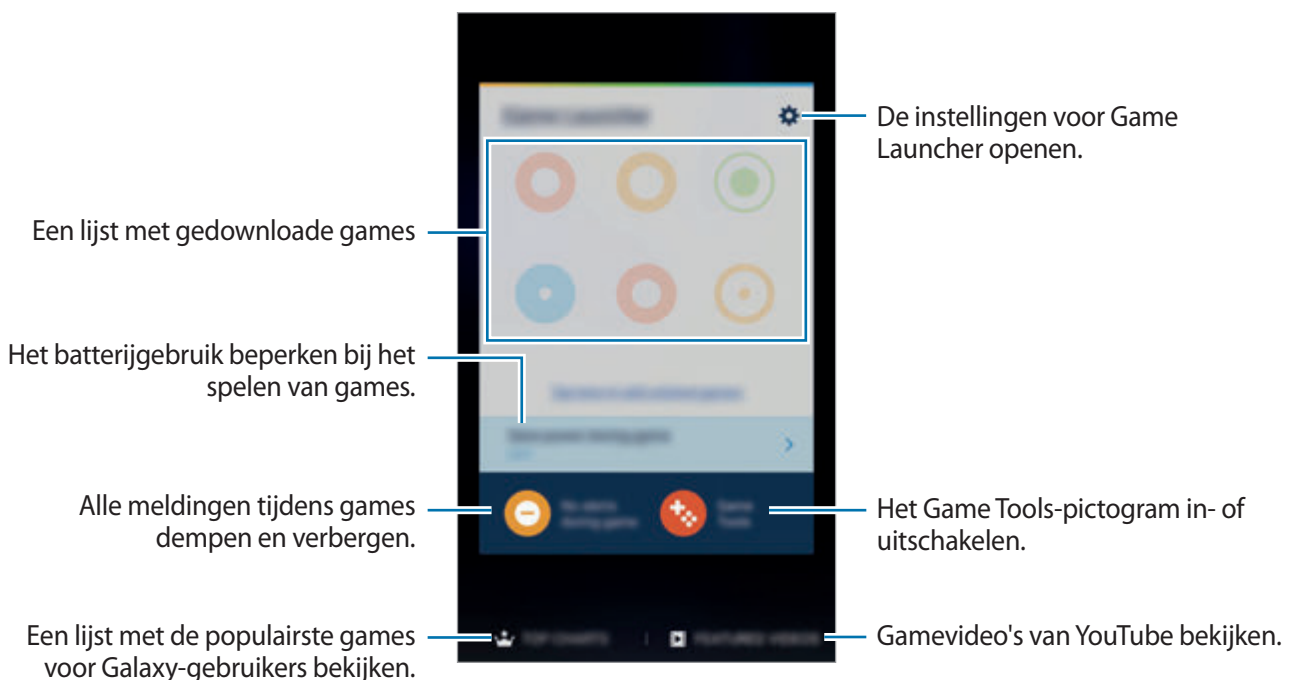 De instellingen voor Game
Launcher openen.
Een lijst met gedownloade games
Het batterijgebruik beperken bij het
spelen van games.
Alle meldingen tijdens games
dempen en verbergen.
Het Game Tools-pictogram in- of
uitschakelen.
Een lijst met de populairste games
voor Galaxy-gebruikers bekijken.
Gamevideo's van YouTube bekijken.